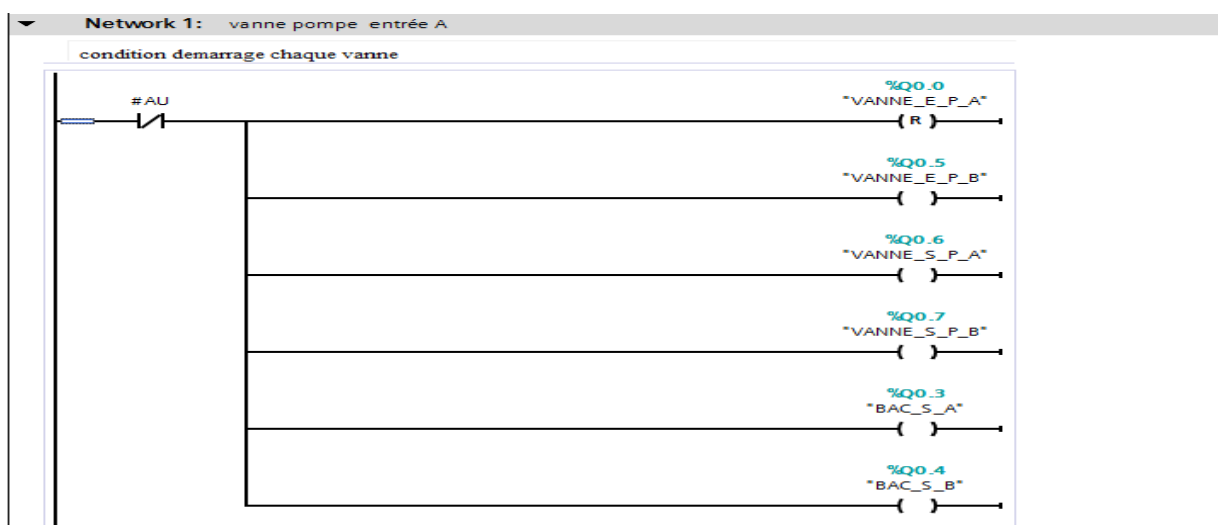 Network 1: vanne pompe entrée A
condition demarrage chaque vanne
#AU
%Q0.0
"VANNE_E_P_A"
( R )
%Q0.5
"VANNE_E_P_B"
%Q0.6
"VANNE_S_P_A"
%Q0.7
"VANNE_S_P_B"
%Q0.3
"BAC_S_A"
%Q0.4
"BAC_S_B"